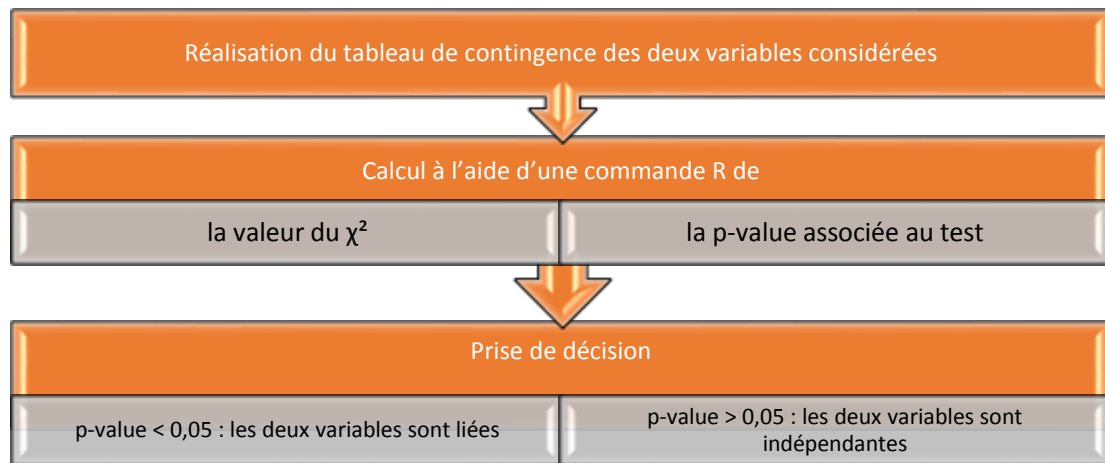 Réalisation du tableau de contingence des deux variables considérées
Calcul à l’aide d’une commande R de
la valeur du χ²
la p-value associée au test
Prise de décision
p-value < 0,05 : les deux variables sont liées
p-value > 0,05 : les deux variables sont
indépendantes